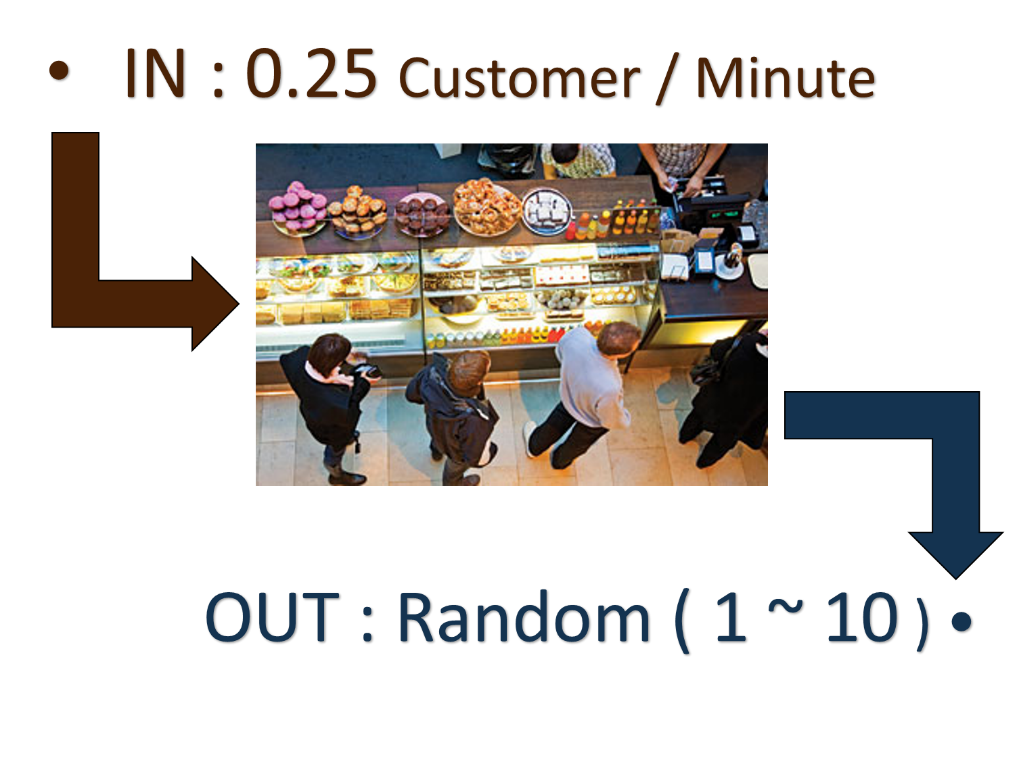 • IN : 0.25 Customer / Minute
OUT : Random ( 1 ~ 10 ) •